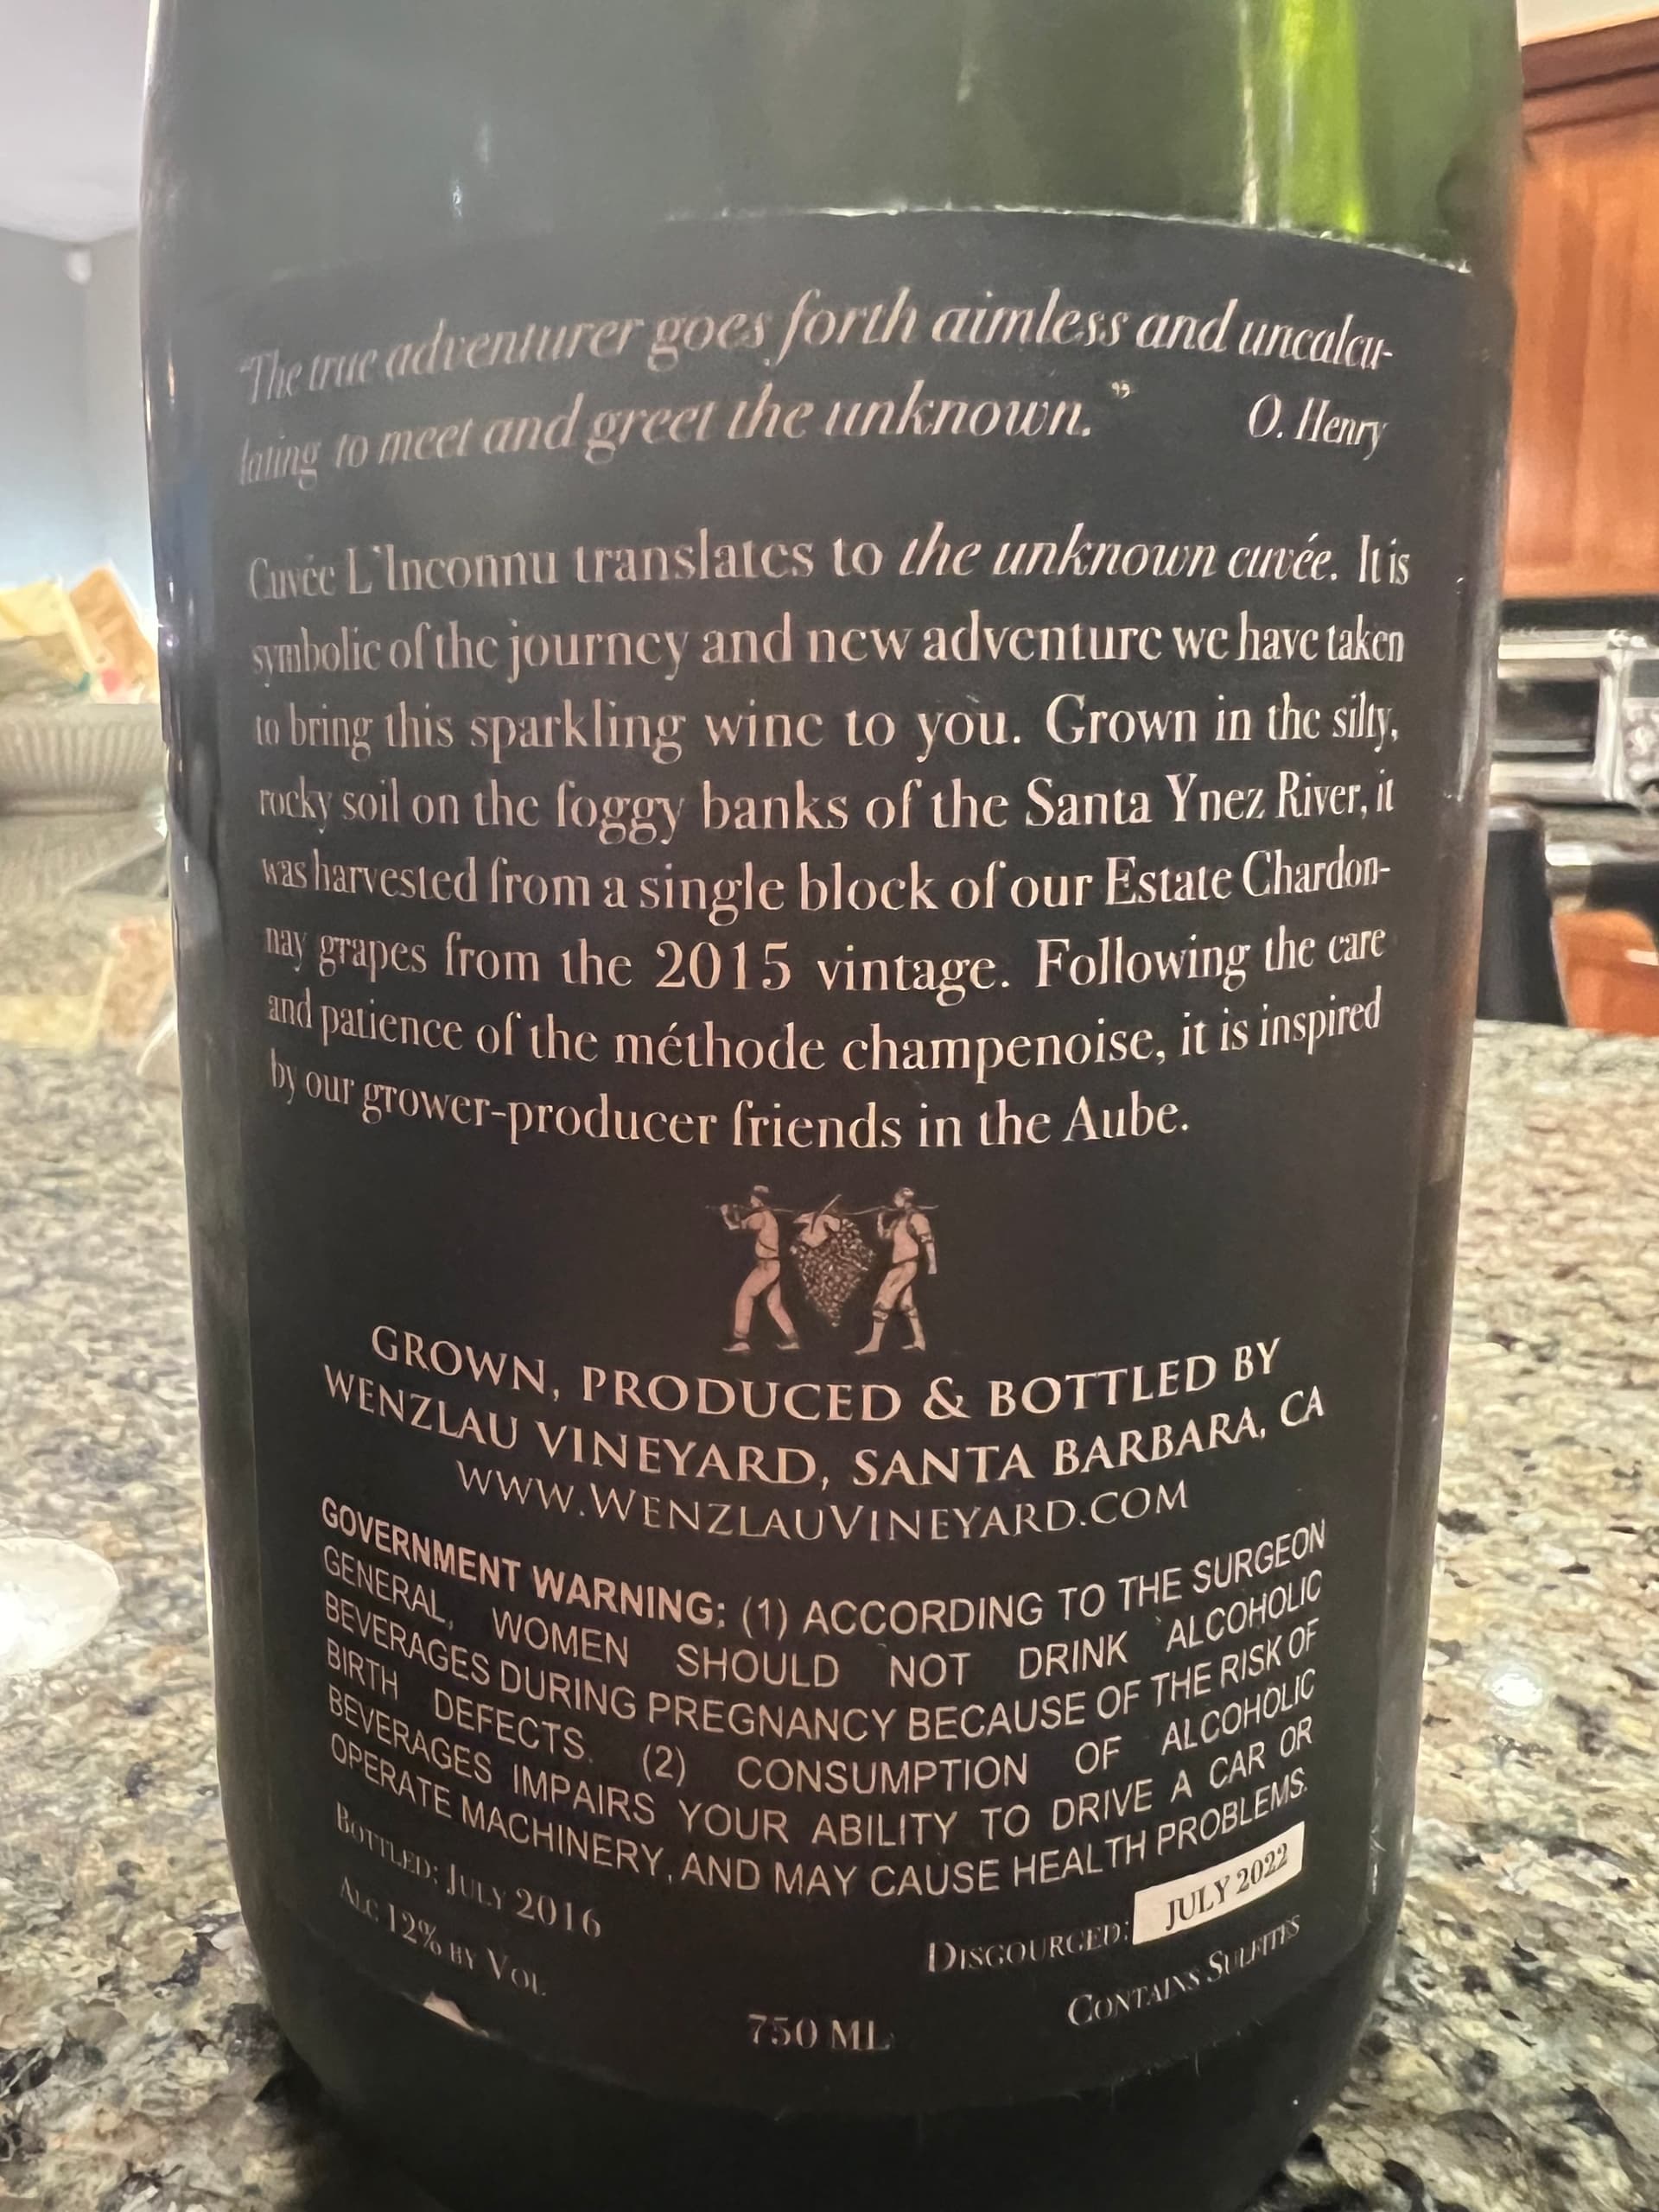 "The true adventurer goes forth aimless and uncalcu-
lating to meet and greet the unknown."
O. Henry
Cuvée L'Inconnu translates to the unknown cuvée. It is
symbolic of the journey and new adventure we have taken
to bring this sparkling wine to you. Grown in the silty,
rocky soil on the foggy banks of the Santa Ynez River, it
was harvested from a single block of our Estate Chardon-
nay grapes from the 2015 vintage. Following the care
and patience of the méthode champenoise, it is inspired
by our grower-producer friends in the Aube.
GROWN, PRODUCED & BOTTLED BY
WENZLAU VINEYARD, SANTA BARBARA, CA
WWW.WENZLAUVINEYARD.COM
GOVERNMENT WARNING: (1) ACCORDING TO THE SURGEON
GENERAL, WOMEN SHOULD NOT DRINK ALCOHOLIC
BEVERAGES DURING PREGNANCY BECAUSE OF THE RISK OF
BIRTH DEFECTS. (2) CONSUMPTION OF ALCOHOLIC
BEVERAGES IMPAIRS YOUR ABILITY TO DRIVE A CAR OR
OPERATE MACHINERY, AND MAY CAUSE HEALTH PROBLEMS.
BOTTLED: JULY 2016
DISGOURGED: JULY 2022
ALC 12% BY VOL
CONTAINS SULFITES
750 ML